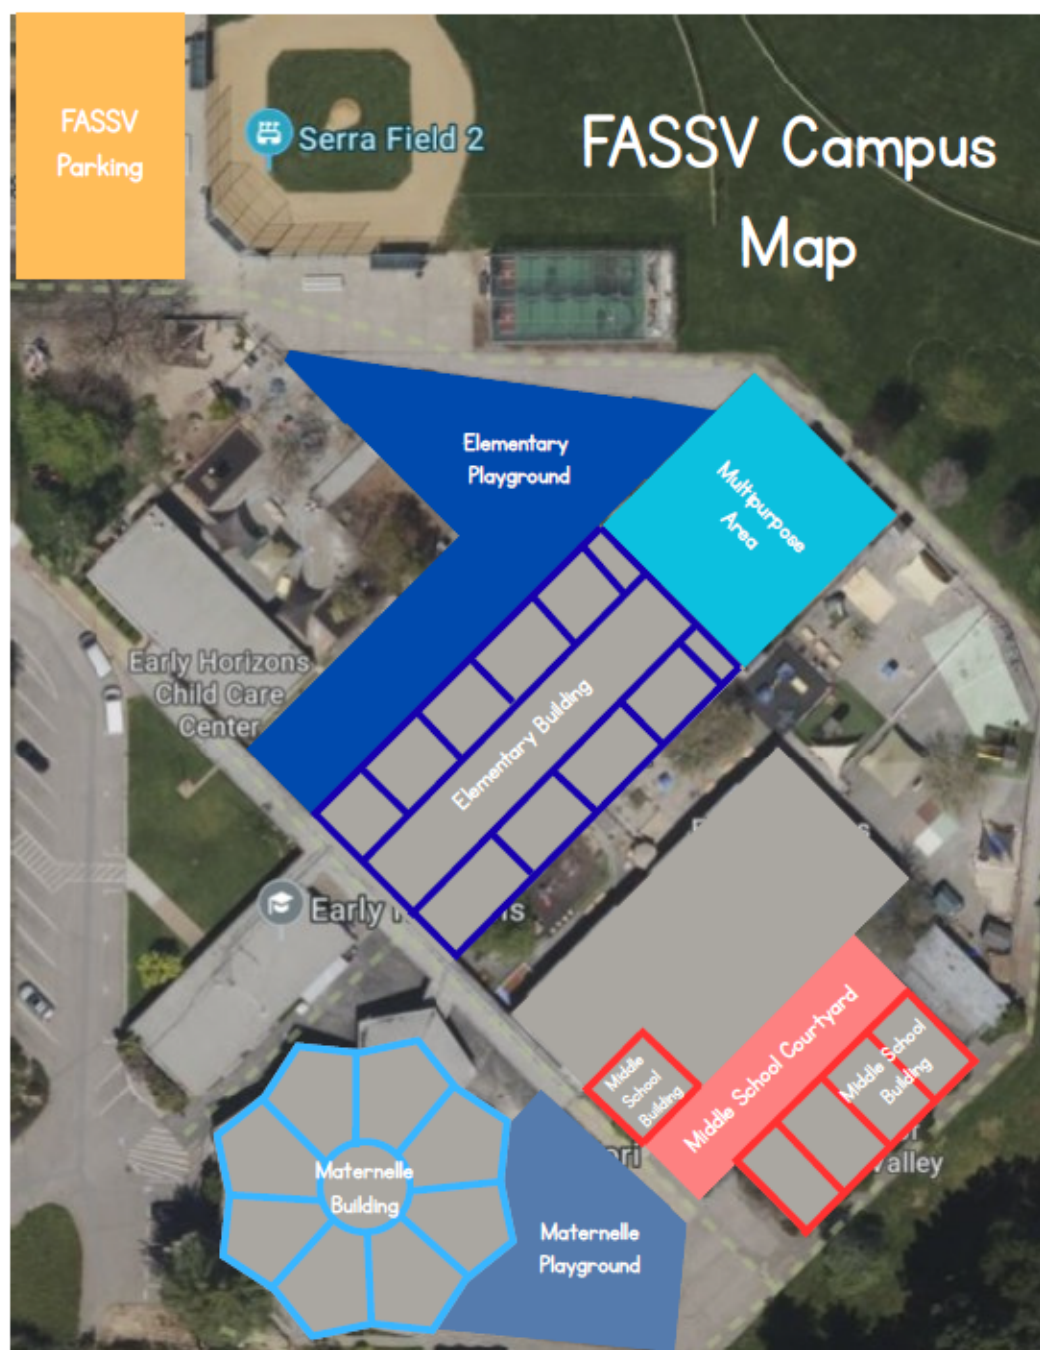 FASSV
Parking
Serra Field 2
FASSV Campus
Map
Elementary
Playground
Multipurpose
Area
Early Horizons
Child Care
Center
Elementary Building
Early
Middle School Courtyard
Middle
School
Building
Middle School
Building
Valley
Maternelle
Building
Maternelle
Playground